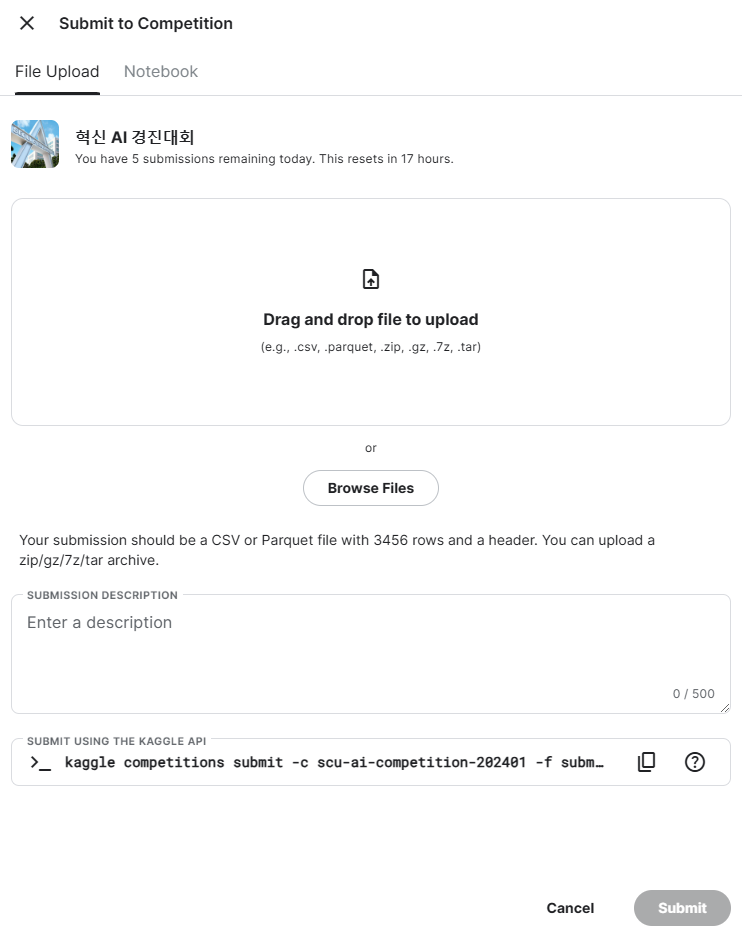 Submit to Competition
File Upload
Notebook
혁신 AI 경진대회
You have 5 submissions remaining today. This resets in 17 hours.
Drag and drop file to upload
(e.g., .csv, .parquet, .zip, .gz, .7z, .tar)
or
Browse Files
Your submission should be a CSV or Parquet file with 3456 rows and a header. You can upload a
zip/gz/7z/tar archive.
SUBMISSION DESCRIPTION
Enter a description
0 / 500
SUBMIT USING THE KAGGLE API
kaggle competitions submit -c scu-ai-competition-202401 -f subm…
Cancel
Submit